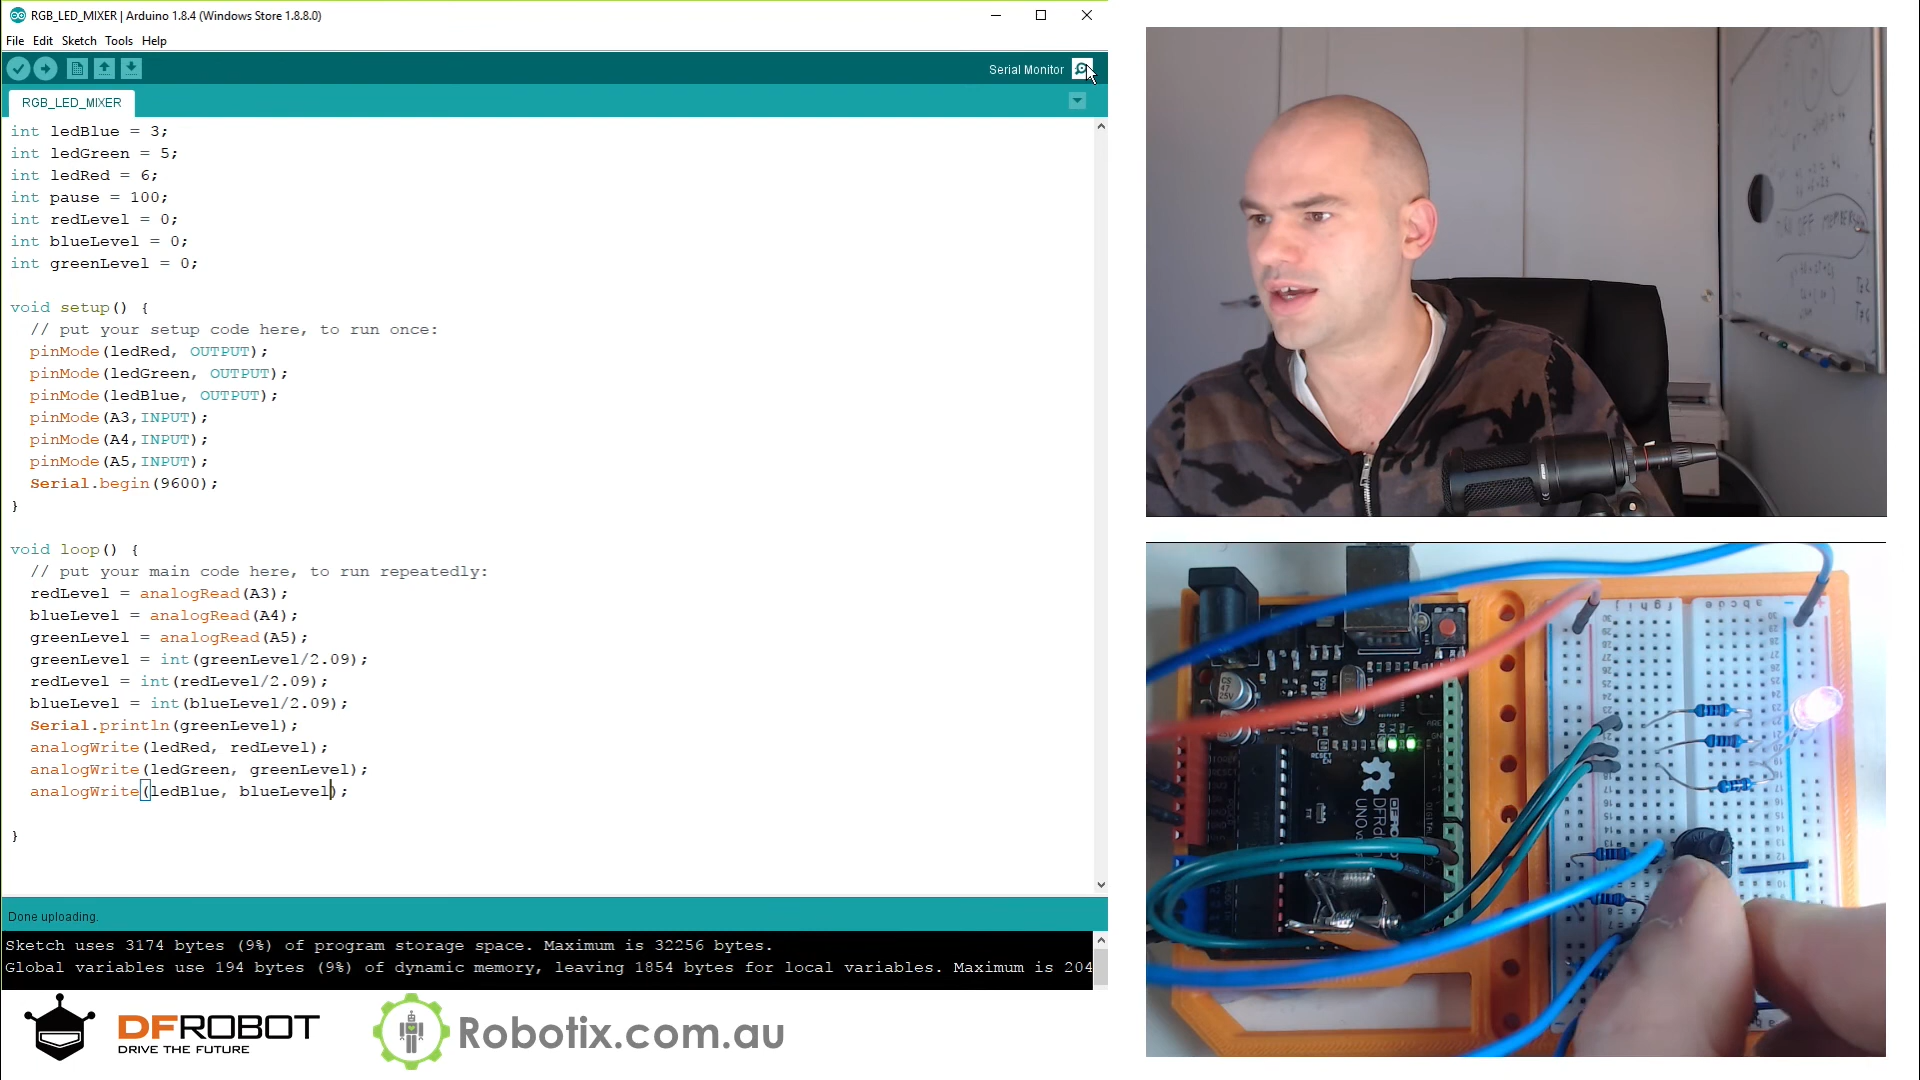 RGB_LED_MIXER | Arduino 1.8.4 (Windows Store 1.8.8.0)
File Edit Sketch Tools Help
Serial Monitor
RGB_LED_MIXER
int ledBlue = 3;
int ledGreen = 5;
int ledRed = 6;
int pause = 100;
int redLevel = 0;
int blueLevel = 0;
int greenLevel = 0;
void setup() {
// put your setup code here, to run once:
pinMode(ledRed, OUTPUT);
pinMode(ledGreen, OUTPUT);
pinMode(ledBlue, OUTPUT);
pinMode(A3,INPUT);
pinMode(A4,INPUT);
pinMode(A5,INPUT);
Serial.begin(9600);
}
void loop() {
// put your main code here, to run repeatedly:
redLevel = analogRead(A3);
blueLevel = analogRead(A4);
greenLevel = analogRead(A5);
greenLevel = int(greenLevel/2.09);
redLevel = int(redLevel/2.09);
blueLevel = int(blueLevel/2.09);
Serial.println(greenLevel);
analogWrite(ledRed, redLevel);
analogWrite(ledGreen, greenLevel);
analogWrite(ledBlue, blueLevel);
}
Done uploading.
Sketch uses 3174 bytes (9%) of program storage space. Maximum is 32256 bytes.
Global variables use 194 bytes (9%) of dynamic memory, leaving 1854 bytes for local variables. Maximum is 204
DFROBOT
DRIVE THE FUTURE
Robotix.com.au